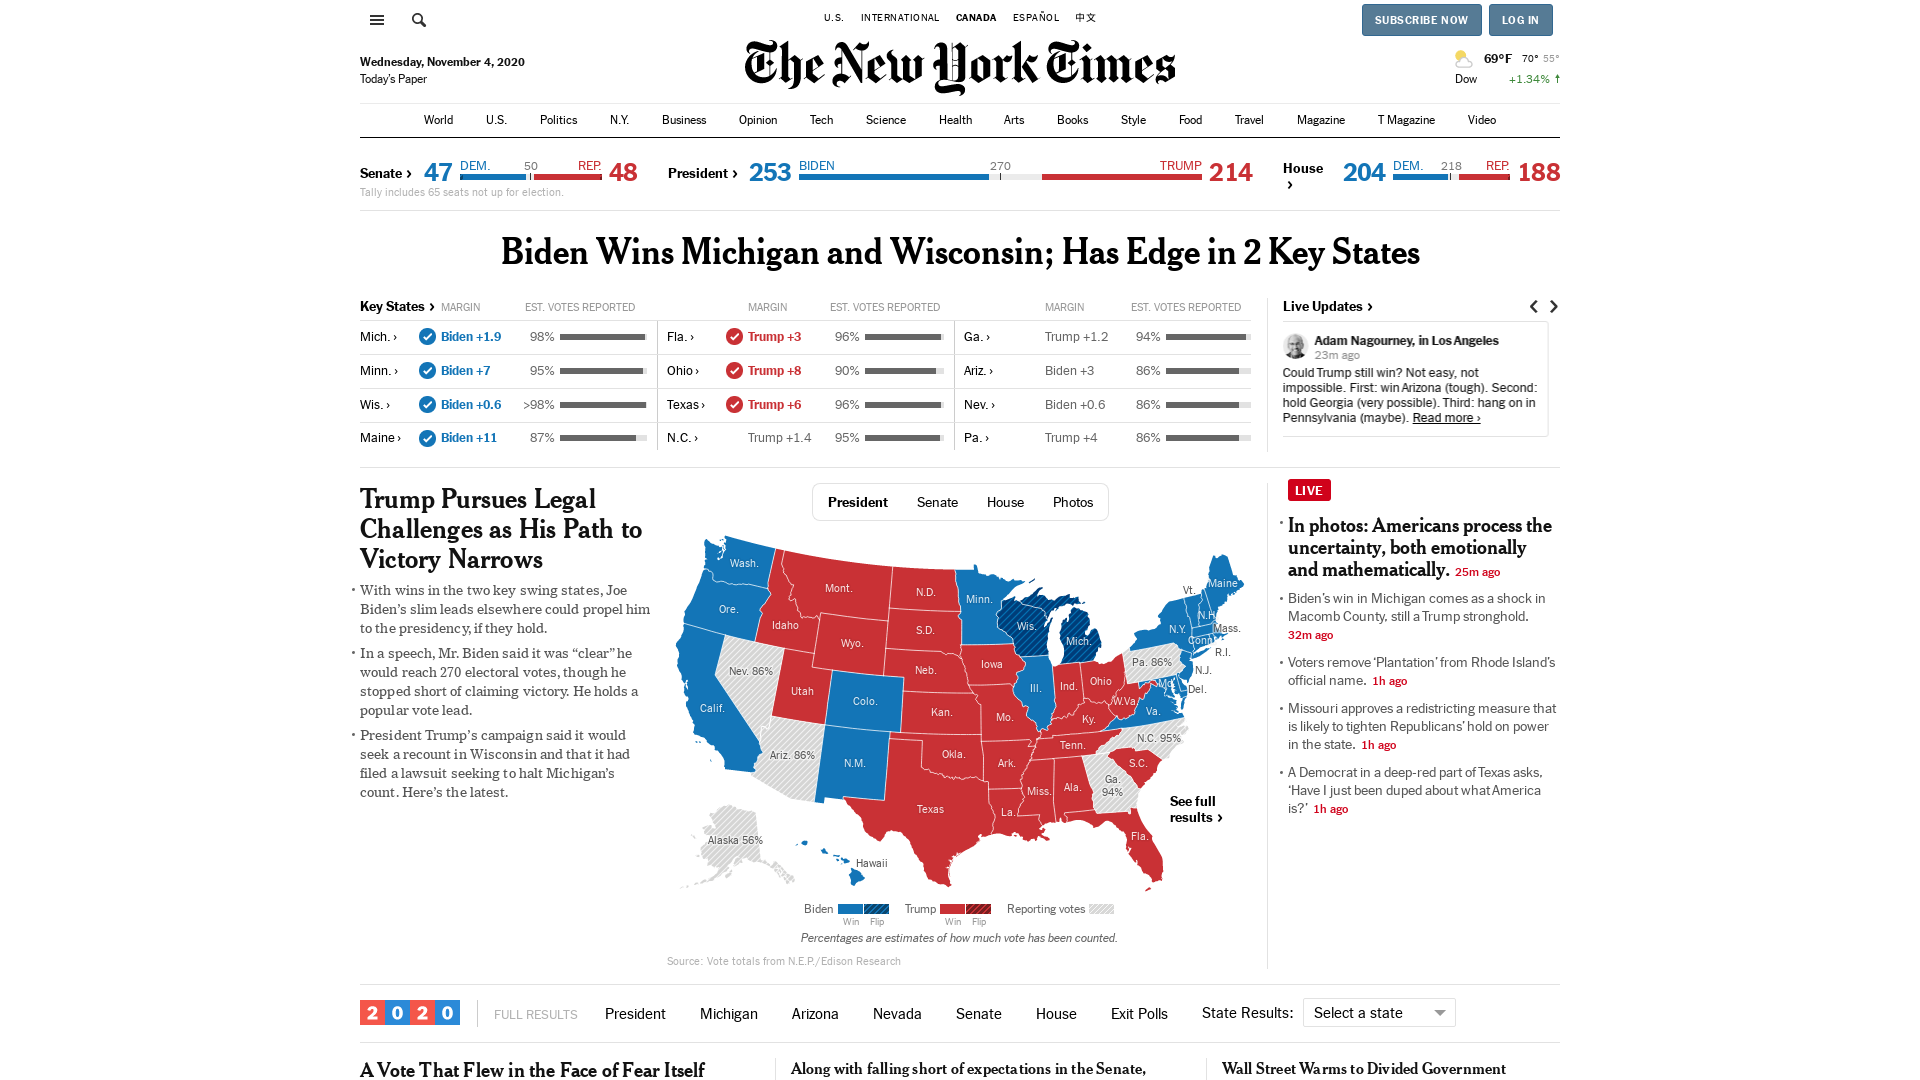 U.S. INTERNATIONAL CANADA ESPAÑOL 中文
SUBSCRIBE NOW LOG IN
Wednesday, November 4, 2020
Today's Paper
The New York Times
69°F 70° 55°
Dow +1.34% ↑
World U.S. Politics N.Y. Business Opinion Tech Science Health Arts Books Style Food Travel Magazine T Magazine Video
Senate › 47 DEM. 50 REP. 48
Tally includes 65 seats not up for election.
President › 253 BIDEN 270 TRUMP 214
House › 204 DEM. 218 REP. 188
Biden Wins Michigan and Wisconsin; Has Edge in 2 Key States
Key States › MARGIN EST. VOTES REPORTED MARGIN EST. VOTES REPORTED MARGIN EST. VOTES REPORTED
Mich. › Biden +1.9 98% Fla. › Trump +3 96% Ga. › Trump +1.2 94%
Minn. › Biden +7 95% Ohio › Trump +8 90% Ariz. › Biden +3 86%
Wis. › Biden +0.6 >98% Texas › Trump +6 96% Nev. › Biden +0.6 86%
Maine › Biden +11 87% N.C. › Trump +1.4 95% Pa. › Trump +4 86%
Live Updates ›
Adam Nagourney, in Los Angeles
23m ago
Could Trump still win? Not easy, not
impossible. First: win Arizona (tough). Second:
hold Georgia (very possible). Third: hang on in
Pennsylvania (maybe). Read more ›
Trump Pursues Legal
Challenges as His Path to
Victory Narrows
• With wins in the two key swing states, Joe
Biden's slim leads elsewhere could propel him
to the presidency, if they hold.
• In a speech, Mr. Biden said it was “clear” he
would reach 270 electoral votes, though he
stopped short of claiming victory. He holds a
popular vote lead.
• President Trump's campaign said it would
seek a recount in Wisconsin and that it had
filed a lawsuit seeking to halt Michigan's
count. Here's the latest.
President Senate House Photos
Wash.
Mont.
N.D.
Minn.
Vt.
Maine
Ore.
Idaho
S.D.
Wis.
Mich.
N.Y.
N.H.
Mass.
Conn.
R.I.
Wyo.
Nev. 86%
Neb.
Iowa
Pa. 86%
N.J.
Utah
Colo.
Ill.
Ind.
Ohio
Md.
Del.
Calif.
Kan.
Mo.
W.Va.
Va.
Ky.
N.C. 95%
Ariz. 86%
N.M.
Okla.
Ark.
Tenn.
S.C.
Texas
Miss.
Ala.
Ga.
94%
La.
Fla.
Alaska 56%
Hawaii
See full
results ›
Biden Trump Reporting votes
Win Flip Win Flip
Percentages are estimates of how much vote has been counted.
Source: Vote totals from N.E.P./Edison Research
LIVE
• In photos: Americans process the
uncertainty, both emotionally
and mathematically. 25m ago
• Biden's win in Michigan comes as a shock in
Macomb County, still a Trump stronghold.
32m ago
• Voters remove ‘Plantation’ from Rhode Island's
official name. 1h ago
• Missouri approves a redistricting measure that
is likely to tighten Republicans' hold on power
in the state. 1h ago
• A Democrat in a deep-red part of Texas asks,
‘Have I just been duped about what America
is?’ 1h ago
2020 FULL RESULTS President Michigan Arizona Nevada Senate House Exit Polls State Results: Select a state
A Vote That Flew in the Face of Fear Itself
Along with falling short of expectations in the Senate,
Wall Street Warms to Divided Government